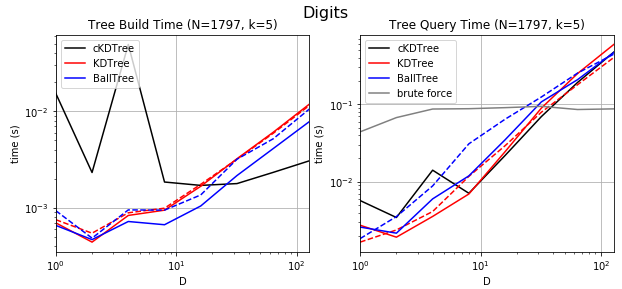 Digits
Tree Build Time (N=1797, k=5)
cKDTree
KDTree
BallTree
time (s)
10⁻²
10⁻³
10⁰ 10¹ 10²
D
Tree Query Time (N=1797, k=5)
cKDTree
KDTree
BallTree
brute force
time (s)
10⁻¹
10⁻²
10⁰ 10¹ 10²
D